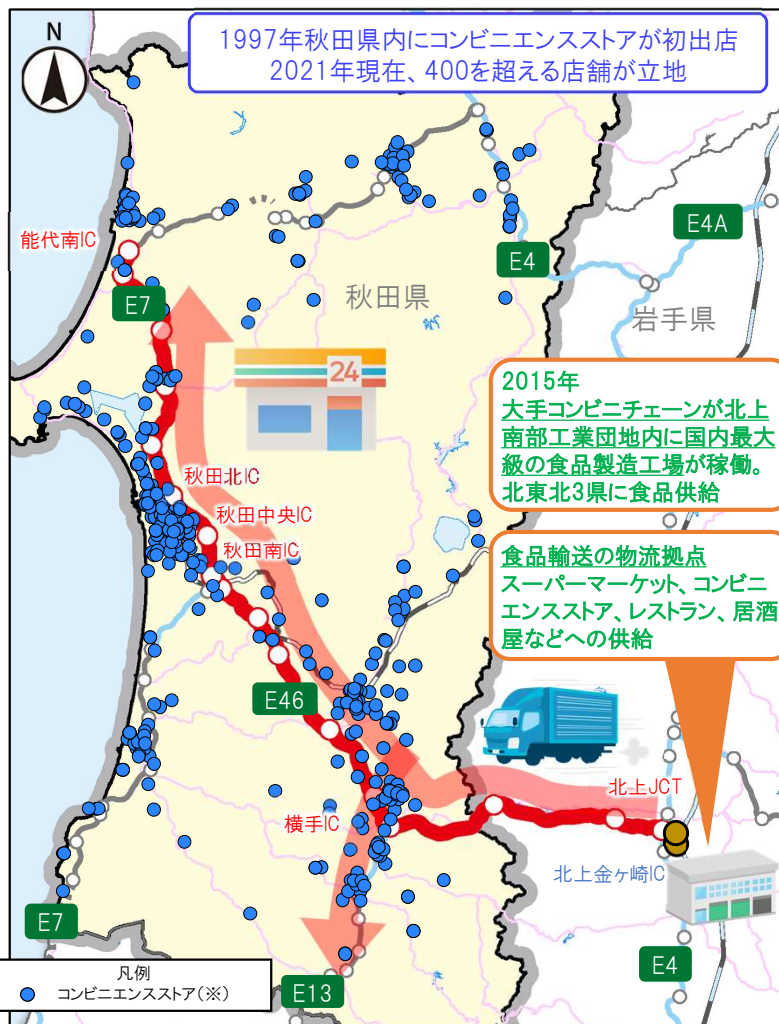 1997年秋田県内にコンビニエンスストアが初出店
2021年現在、400を超える店舗が立地
N
能代南IC
E7
秋田県
E4
E4A
岩手県
24
2015年
大手コンビニチェーンが北上
南部工業団地内に国内最大
級の食品製造工場が稼働。
北東北3県に食品供給
秋田北IC
秋田中央IC
秋田南IC
食品輸送の物流拠点
スーパーマーケット、コンビニ
エンスストア、レストラン、居酒
屋などへの供給
E46
北上JCT
横手IC
北上金ヶ崎IC
E7
E4
E13
凡例
コンビニエンスストア(※)